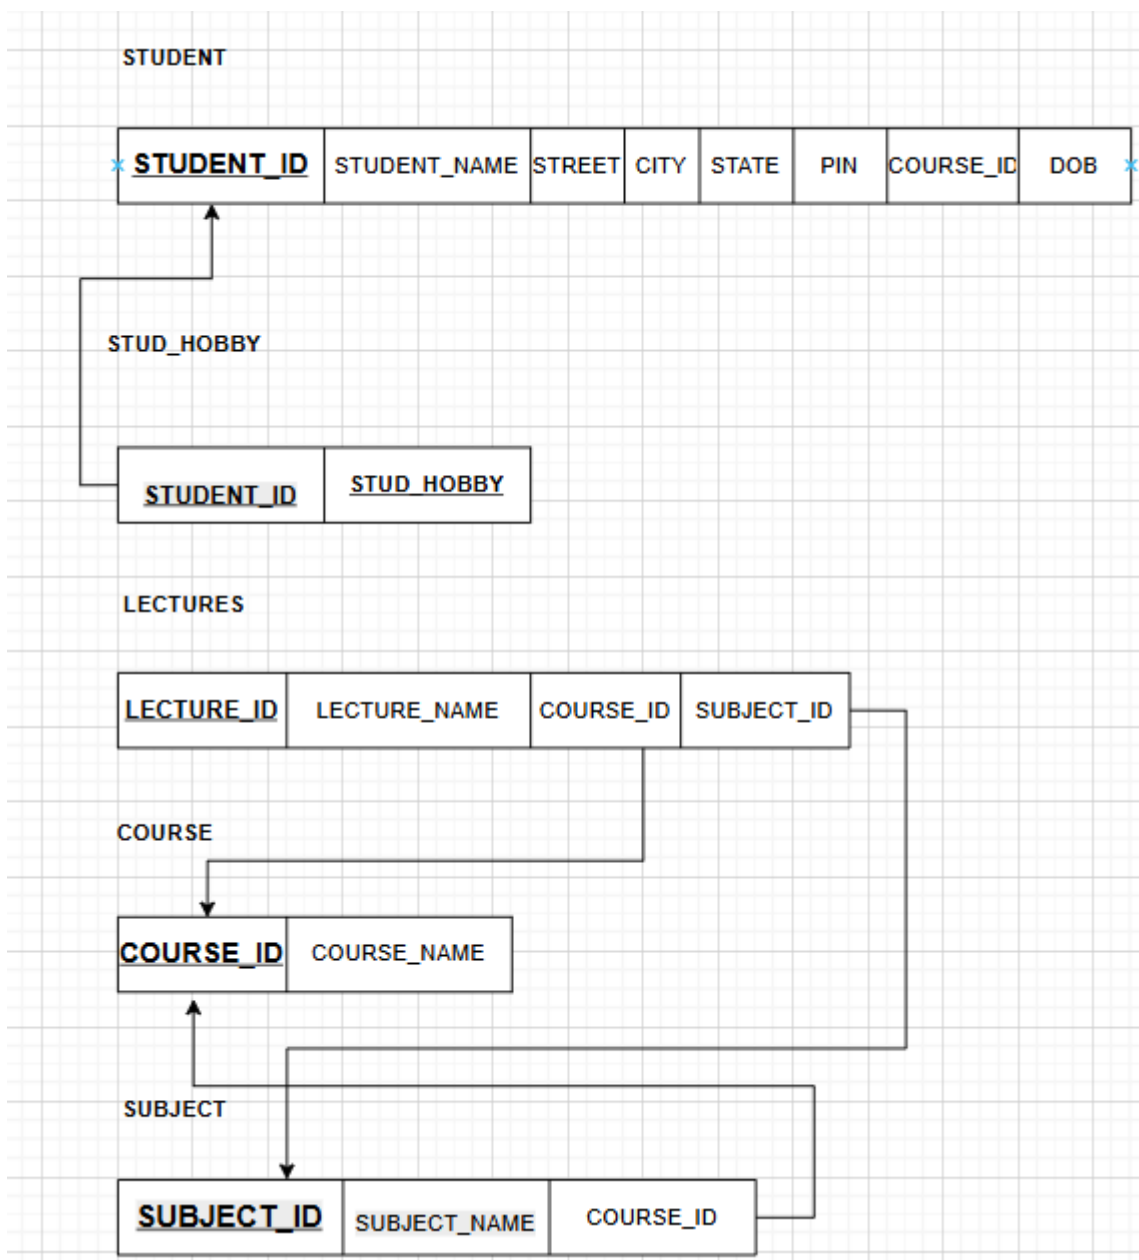 STUDENT
STUDENT_ID STUDENT_NAME STREET CITY STATE PIN COURSE_ID DOB
STUD_HOBBY
STUDENT_ID STUD_HOBBY
LECTURES
LECTURE_ID LECTURE_NAME COURSE_ID SUBJECT_ID
COURSE
COURSE_ID COURSE_NAME
SUBJECT
SUBJECT_ID SUBJECT_NAME COURSE_ID